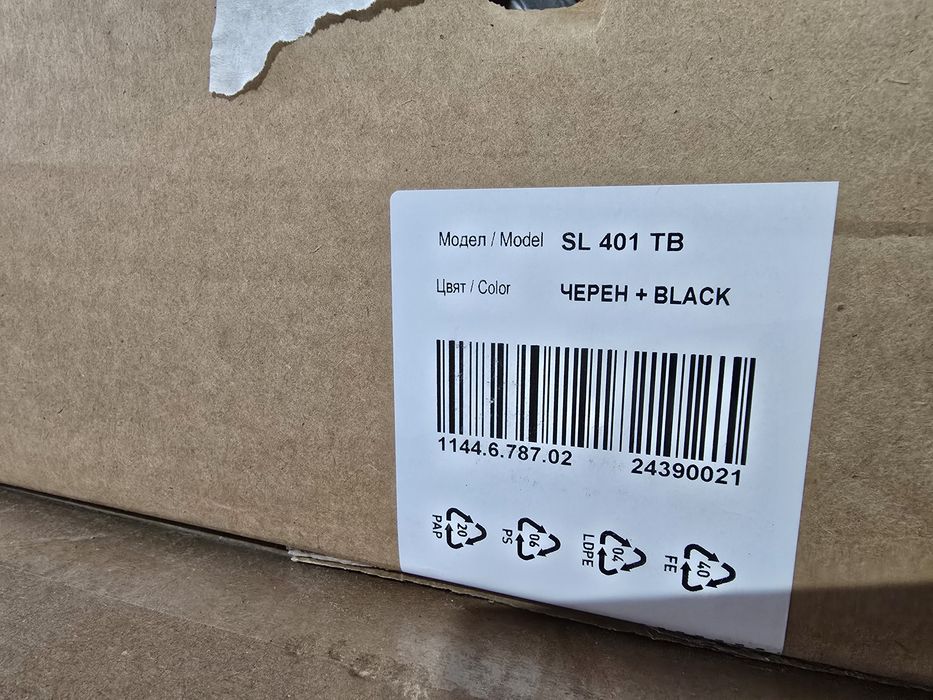 Модел / Model SL 401 TB
Цвят / Color ЧЕРЕН + BLACK
1144.6.787.02 24390021
20 PAP
06 PS
04 LDPE
40 FE